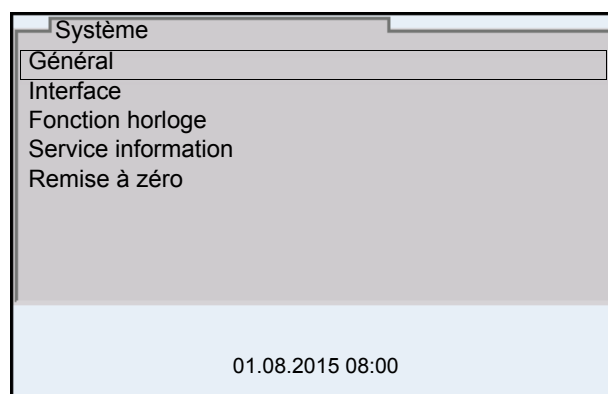 Système
Général
Interface
Fonction horloge
Service information
Remise à zéro
01.08.2015 08:00